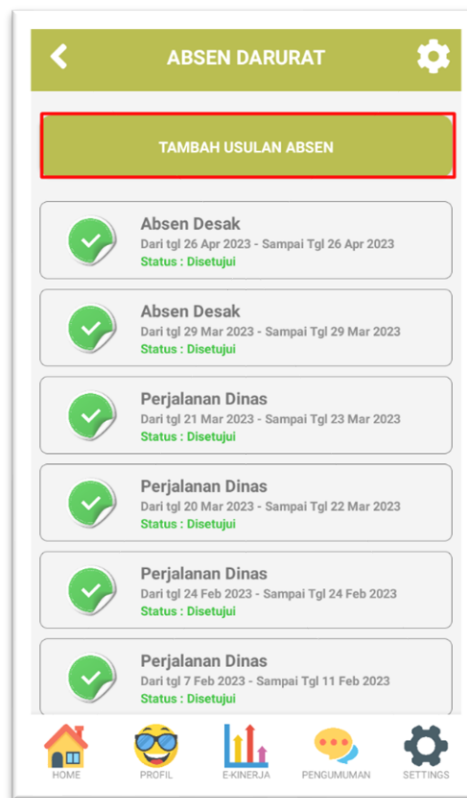 ABSEN DARURAT
TAMBAH USULAN ABSEN
Absen Desak
Dari tgl 26 Apr 2023 - Sampai Tgl 26 Apr 2023
Status : Disetujui
Absen Desak
Dari tgl 29 Mar 2023 - Sampai Tgl 29 Mar 2023
Status : Disetujui
Perjalanan Dinas
Dari tgl 21 Mar 2023 - Sampai Tgl 23 Mar 2023
Status : Disetujui
Perjalanan Dinas
Dari tgl 20 Mar 2023 - Sampai Tgl 22 Mar 2023
Status : Disetujui
Perjalanan Dinas
Dari tgl 24 Feb 2023 - Sampai Tgl 24 Feb 2023
Status : Disetujui
Perjalanan Dinas
Dari tgl 7 Feb 2023 - Sampai Tgl 11 Feb 2023
Status : Disetujui
HOME
PROFIL
E-KINERJA
PENGUMUMAN
SETTINGS